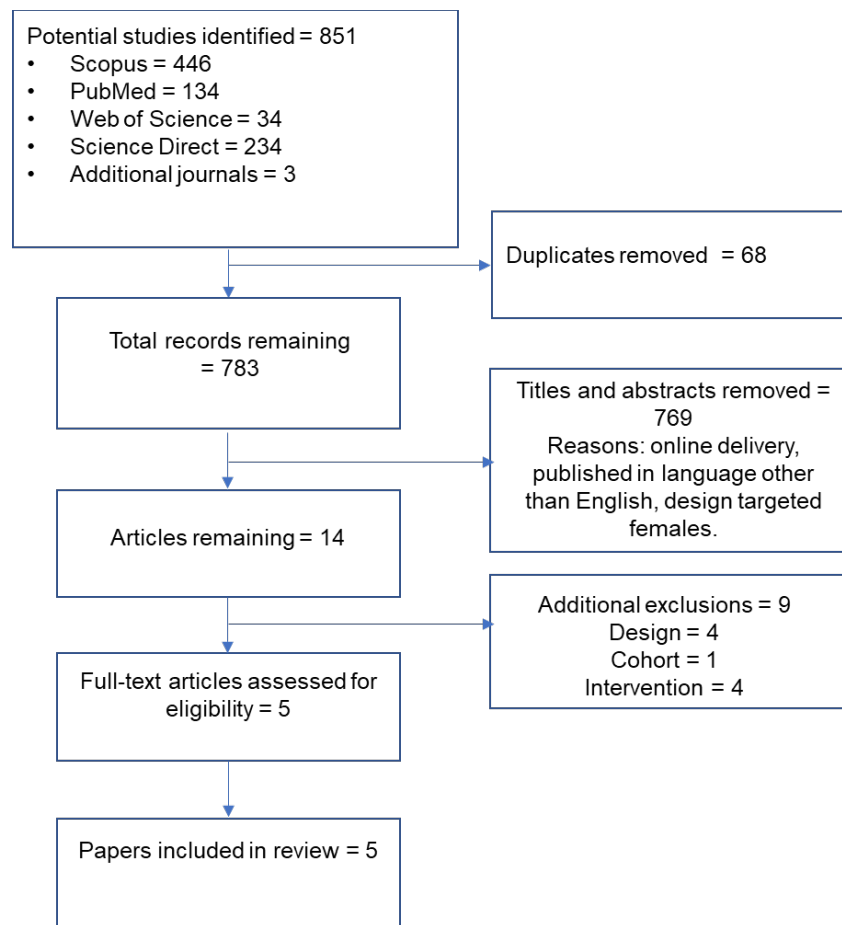 Potential studies identified = 851
• Scopus = 446
• PubMed = 134
• Web of Science = 34
• Science Direct = 234
• Additional journals = 3
Duplicates removed = 68
Total records remaining
= 783
Titles and abstracts removed =
769
Reasons: online delivery,
published in language other
than English, design targeted
females.
Articles remaining = 14
Additional exclusions = 9
Design = 4
Cohort = 1
Intervention = 4
Full-text articles assessed for
eligibility = 5
Papers included in review = 5